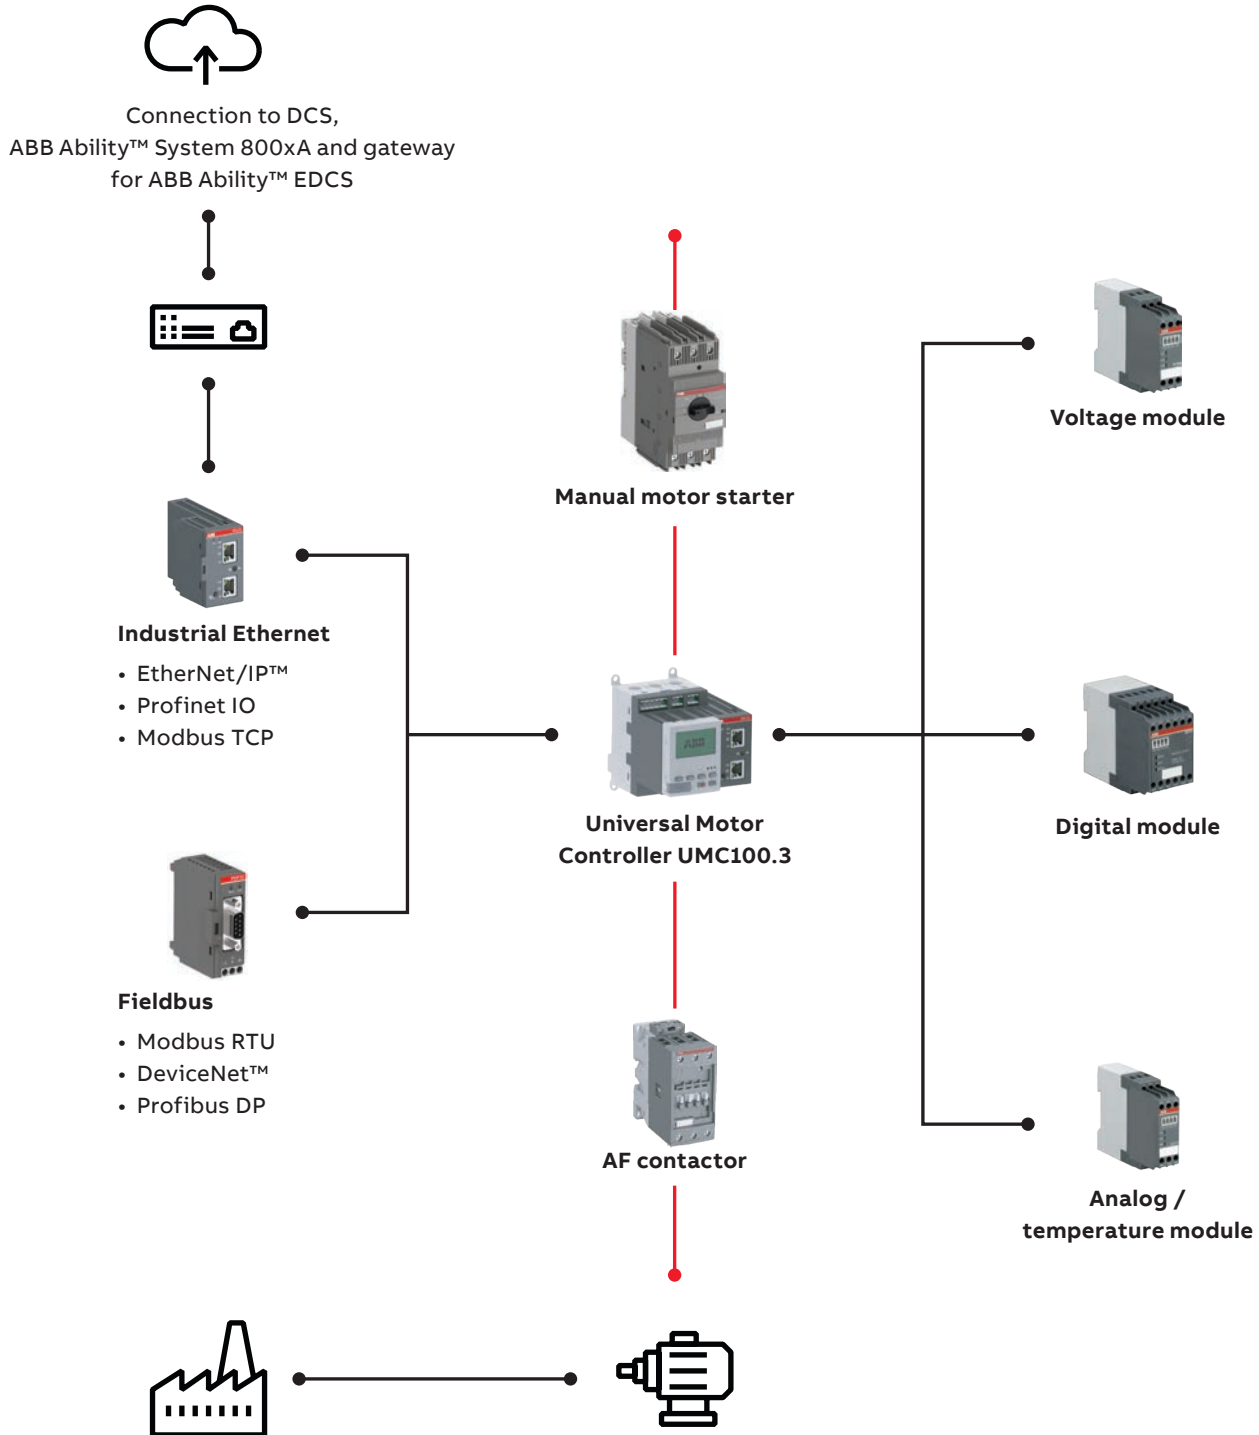 Connection to DCS,
ABB Ability™ System 800xA and gateway
for ABB Ability™ EDCS
Manual motor starter
Voltage module
Industrial Ethernet
• EtherNet/IP™
• Profinet IO
• Modbus TCP
Universal Motor
Controller UMC100.3
Digital module
Fieldbus
• Modbus RTU
• DeviceNet™
• Profibus DP
AF contactor
Analog /
temperature module